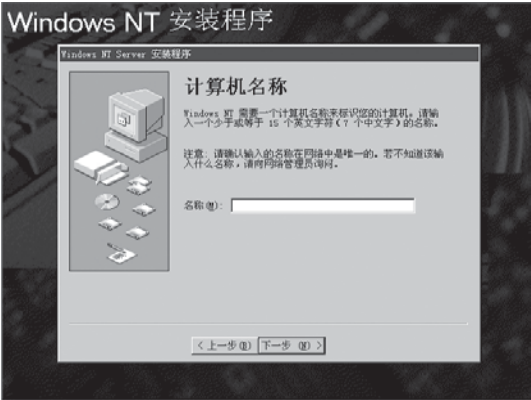 Windows NT 安装程序
Windows NT Server 安装程序
计算机名称
Windows NT 需要一个计算机名称来标识您的计算机。请输
入一个少于或等于 15 个英文字符(7 个中文字)的名称。
注意: 请确认输入的名称在网络中是唯一的。若不知道该输
入什么名称，请向网络管理员询问。
名称(M):
< 上一步(B) 下一步 (N) >